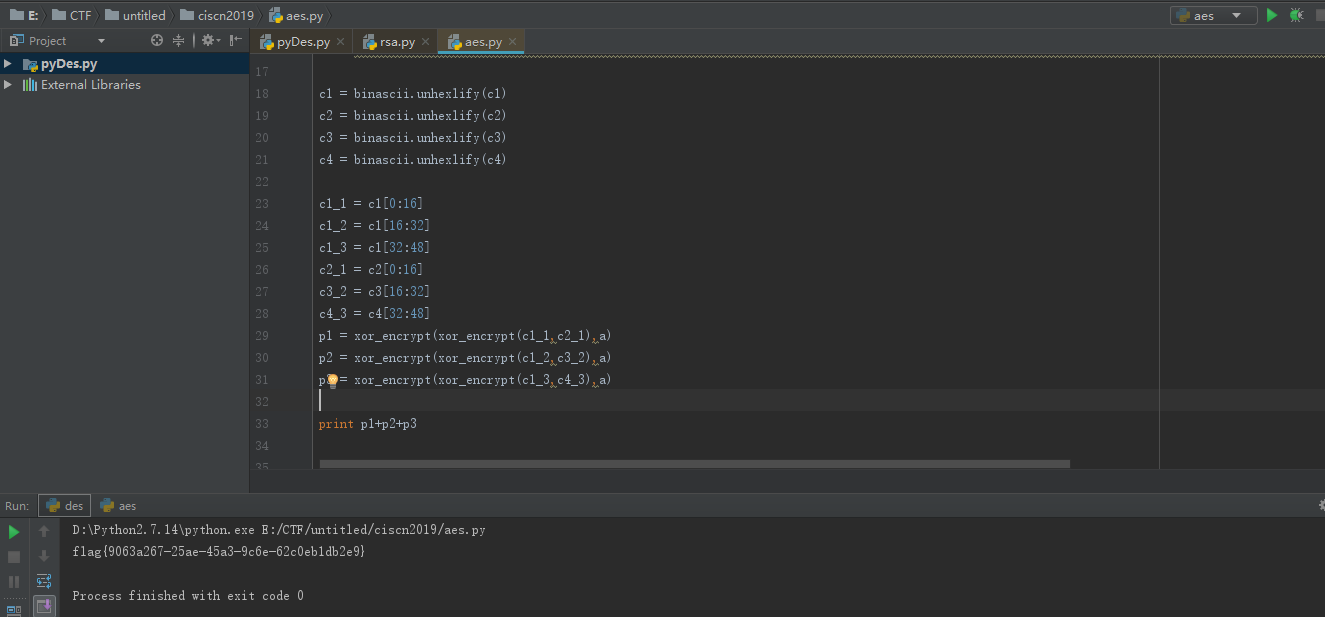 E: CTF untitled ciscn2019 aes.py aes
Project pyDes.py rsa.py aes.py
pyDes.py
External Libraries
17
18 c1 = binascii.unhexlify(c1)
19 c2 = binascii.unhexlify(c2)
20 c3 = binascii.unhexlify(c3)
21 c4 = binascii.unhexlify(c4)
22
23 c1_1 = c1[0:16]
24 c1_2 = c1[16:32]
25 c1_3 = c1[32:48]
26 c2_1 = c2[0:16]
27 c3_2 = c3[16:32]
28 c4_3 = c4[32:48]
29 p1 = xor_encrypt(xor_encrypt(c1_1,c2_1),a)
30 p2 = xor_encrypt(xor_encrypt(c1_2,c3_2),a)
31 p = xor_encrypt(xor_encrypt(c1_3,c4_3),a)
32
33 print p1+p2+p3
34
35
Run: des aes
D:\Python2.7.14\python.exe E:/CTF/untitled/ciscn2019/aes.py
flag{9063a267-25ae-45a3-9c6e-62c0eb1db2e9}
Process finished with exit code 0